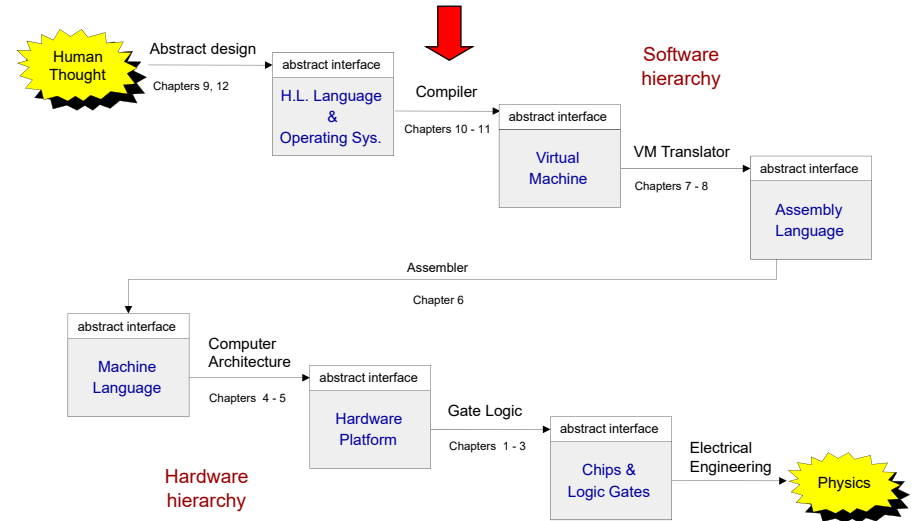 Human
Thought
Abstract design
Chapters 9, 12
abstract interface
H.L. Language
&
Operating Sys.
Compiler
Chapters 10 - 11
Software
hierarchy
abstract interface
Virtual
Machine
VM Translator
Chapters 7 - 8
abstract interface
Assembly
Language
Assembler
Chapter 6
abstract interface
Machine
Language
Computer
Architecture
Chapters 4 - 5
abstract interface
Hardware
Platform
Gate Logic
Chapters 1 - 3
abstract interface
Chips &
Logic Gates
Electrical
Engineering
Physics
Hardware
hierarchy